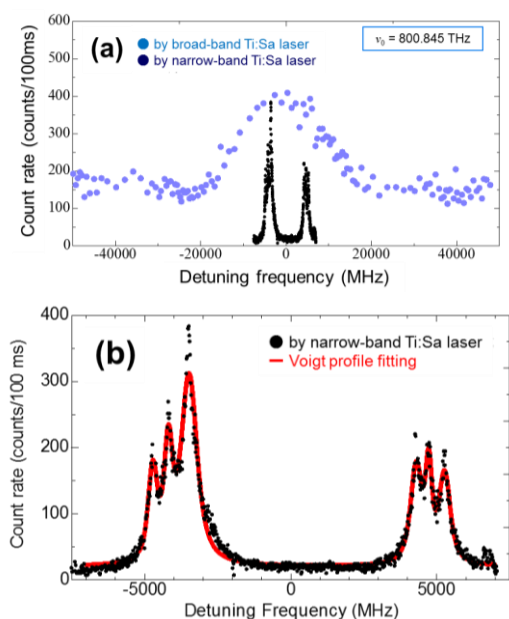 600
500
400
300
200
100
0
Count rate (counts/100ms)
(a)
by broad-band Ti:Sa laser
by narrow-band Ti:Sa laser
ν₀ = 800.845 THz
-40000 -20000 0 20000 40000
Detuning frequency (MHz)
400
300
200
100
0
Count rate (counts/100 ms)
(b)
by narrow-band Ti:Sa laser
Voigt profile fitting
-5000 0 5000
Detuning Frequency (MHz)